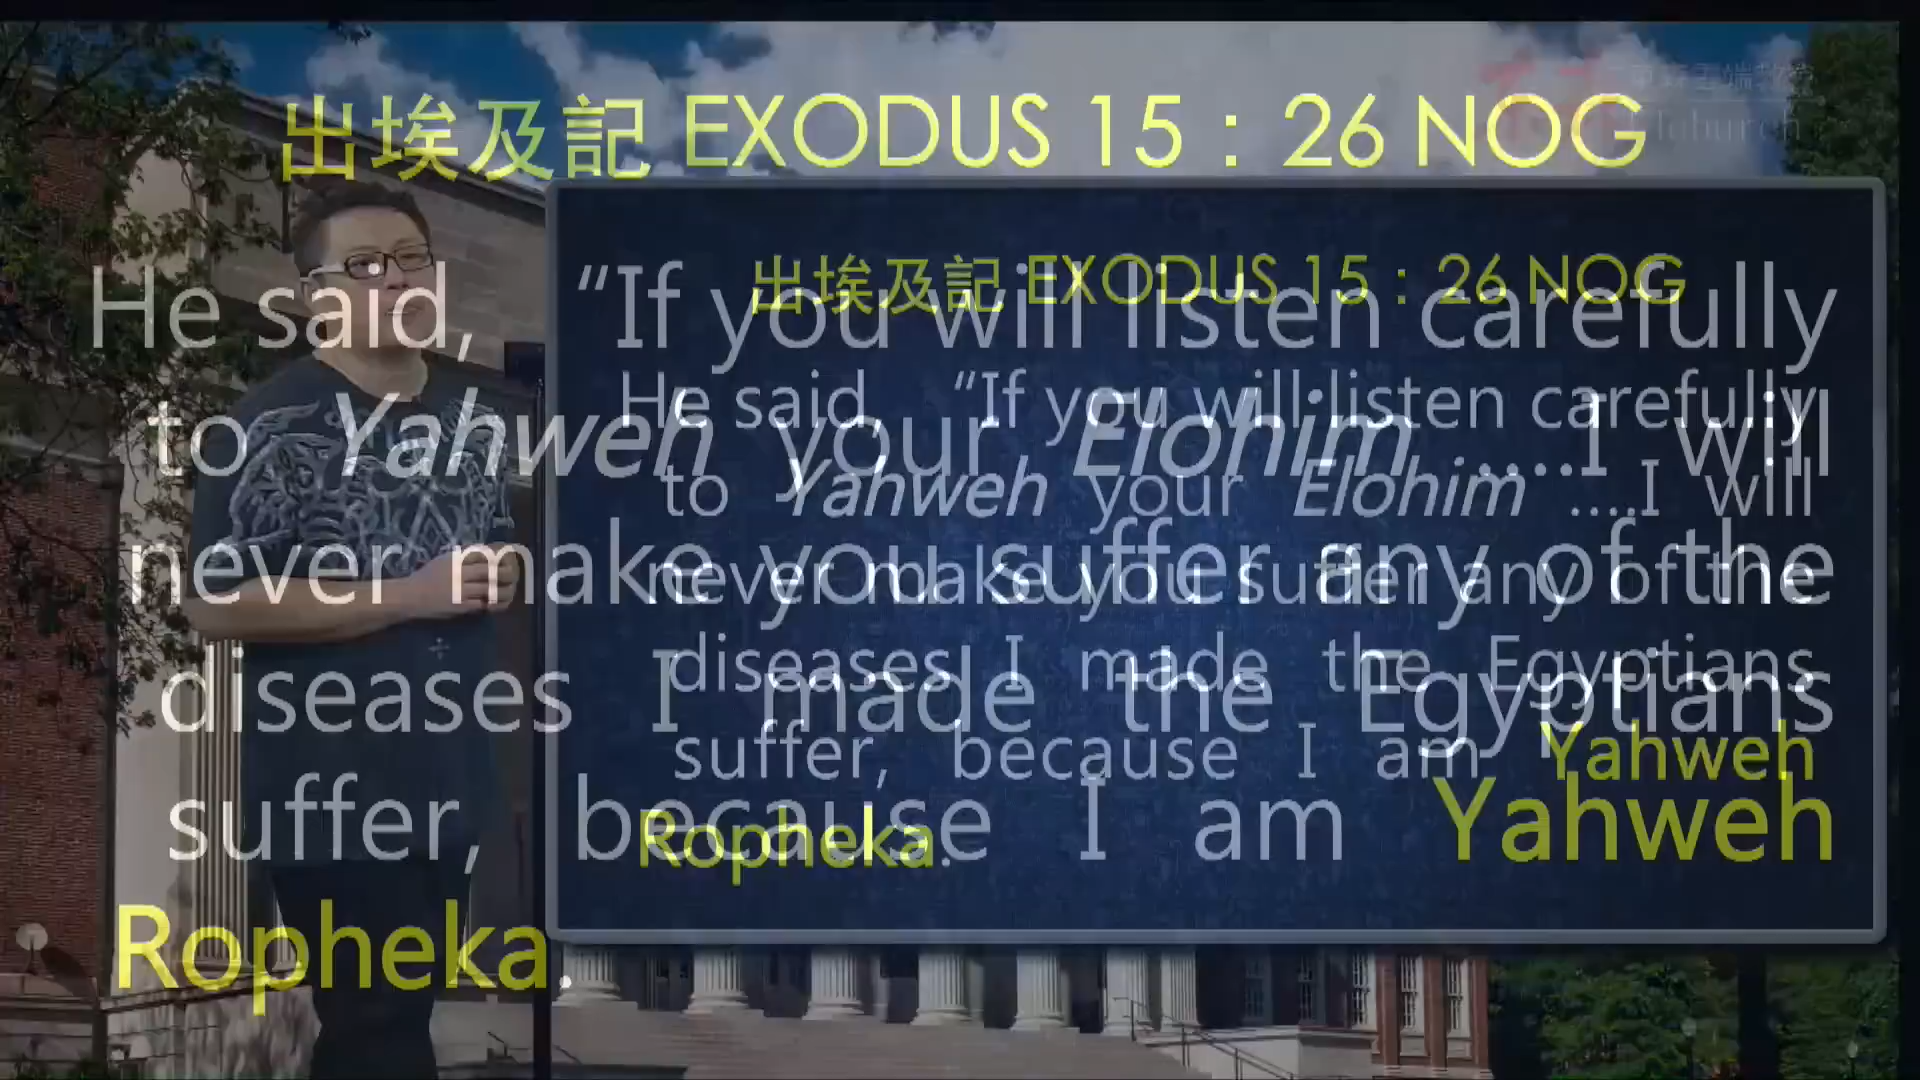 出埃及記 EXODUS 15：26 NOG
He said, “If you will listen carefully
to Yahweh your Elohim ....I will
never make you suffer any of the
diseases I made the Egyptians
suffer, because I am Yahweh
Ropheka.
出埃及記 EXODUS 15：26 NOG
He said, “If you will listen carefully
to Yahweh your Elohim ....I will
never make you suffer any of the
diseases I made the Egyptians
suffer, because I am Yahweh
Ropheka.